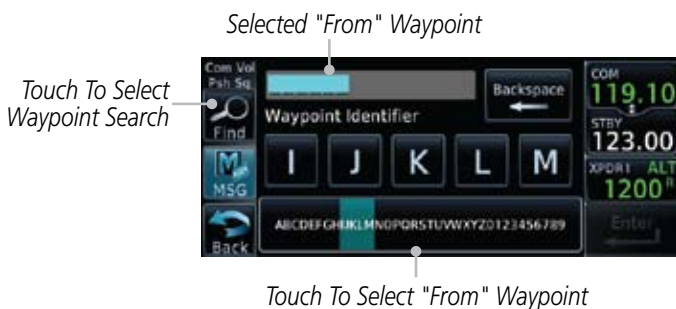 Selected "From" Waypoint
Touch To Select
Waypoint Search
Com Vol
Psh Sq
Find
MSG
Back
Backspace
Waypoint Identifier
I J K L M
ABCDEFGHIJKLMNOPQRSTUVWXYZ0123456789
COM
119.10
STBY
123.00
XPDR1 ALT
1200 R
Enter
Touch To Select "From" Waypoint